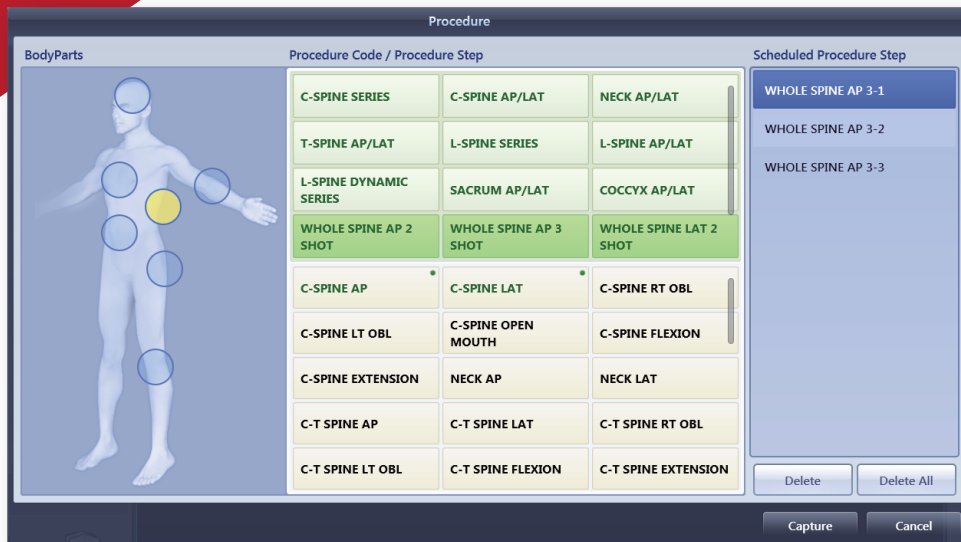 Procedure
BodyParts
Procedure Code / Procedure Step
Scheduled Procedure Step
C-SPINE SERIES
C-SPINE AP/LAT
NECK AP/LAT
T-SPINE AP/LAT
L-SPINE SERIES
L-SPINE AP/LAT
L-SPINE DYNAMIC
SERIES
SACRUM AP/LAT
COCCYX AP/LAT
WHOLE SPINE AP 2
SHOT
WHOLE SPINE AP 3
SHOT
WHOLE SPINE LAT 2
SHOT
C-SPINE AP
C-SPINE LAT
C-SPINE RT OBL
C-SPINE LT OBL
C-SPINE OPEN
MOUTH
C-SPINE FLEXION
C-SPINE EXTENSION
NECK AP
NECK LAT
C-T SPINE AP
C-T SPINE LAT
C-T SPINE RT OBL
C-T SPINE LT OBL
C-T SPINE FLEXION
C-T SPINE EXTENSION
WHOLE SPINE AP 3-1
WHOLE SPINE AP 3-2
WHOLE SPINE AP 3-3
Delete
Delete All
Capture
Cancel